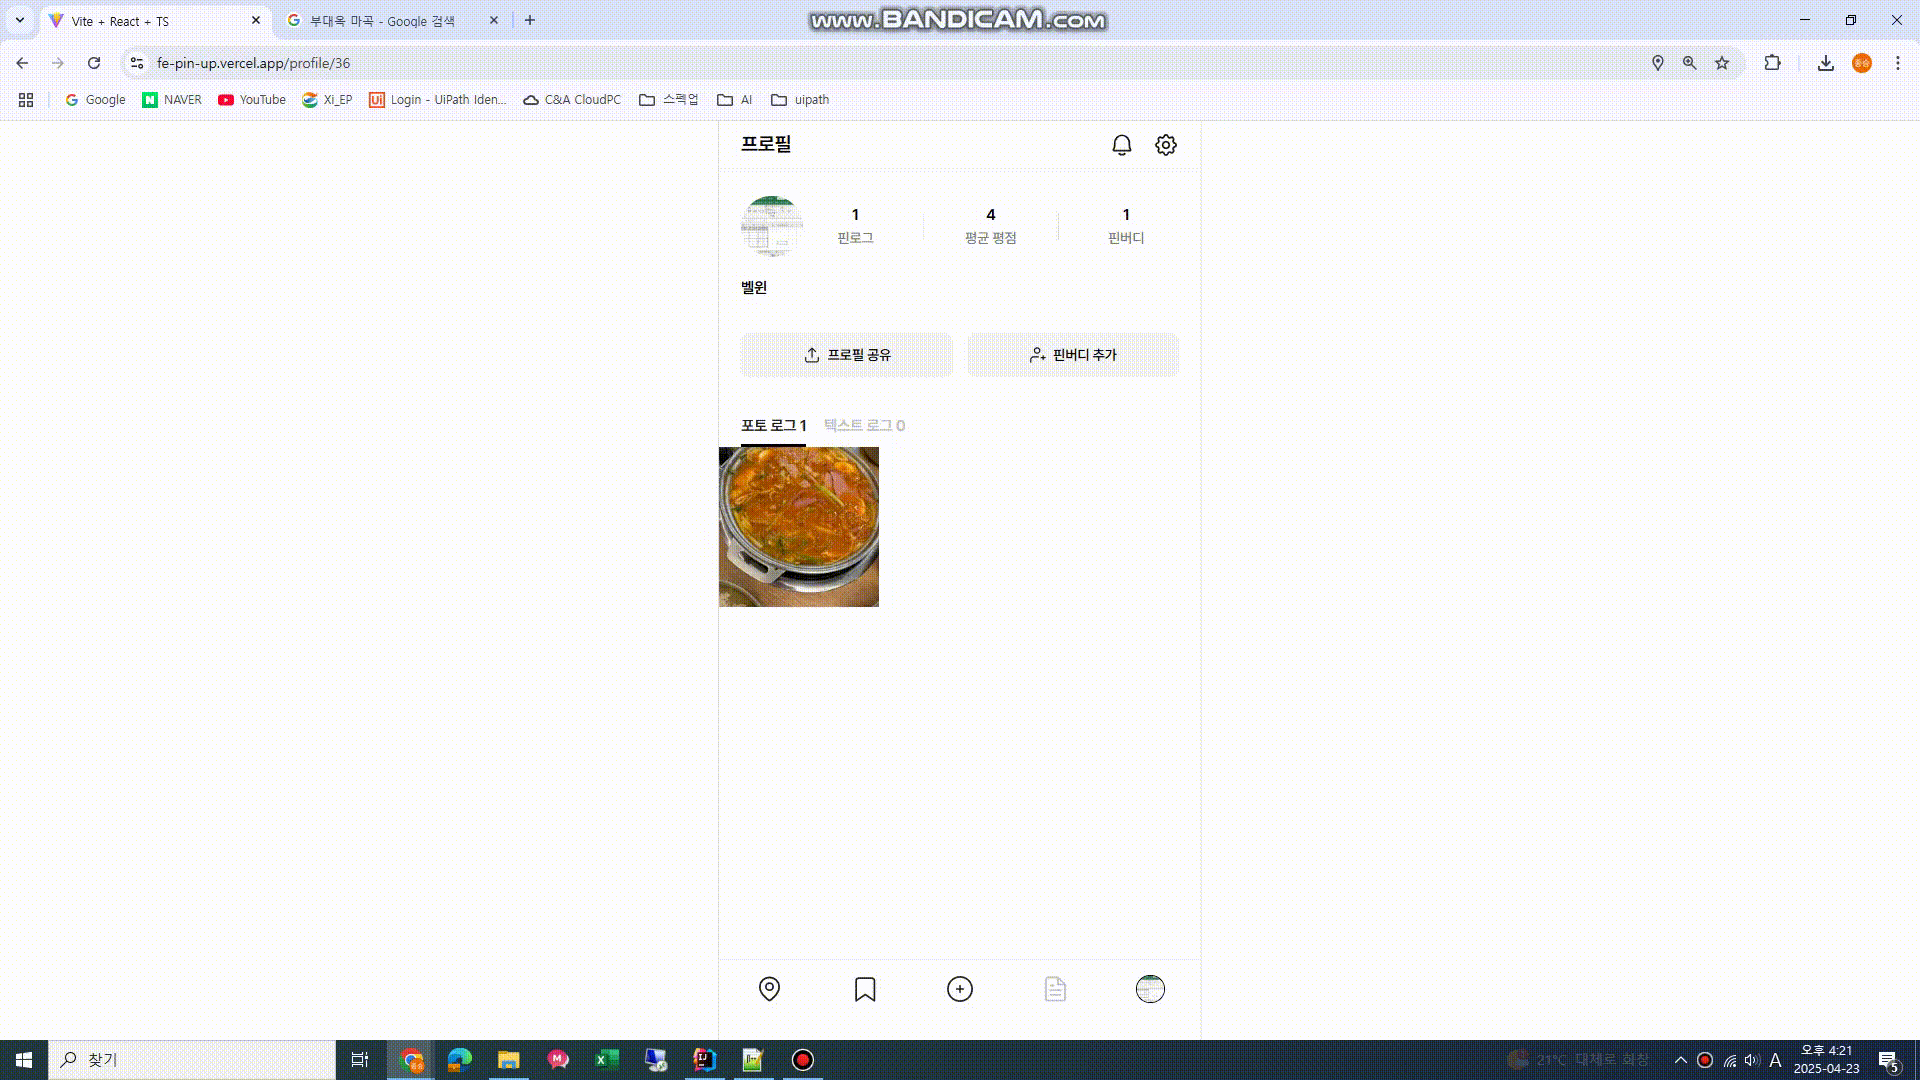 Vite + React + TS
부대옥 마곡 - Google 검색
www.BANDICAM.com
fe-pin-up.vercel.app/profile/36
종승
Google
NAVER
YouTube
Xi_EP
Login - UiPath Iden...
C&A CloudPC
스펙업
AI
uipath
프로필
1
4
1
핀로그
평균 평점
핀버디
벨윈
프로필 공유
핀버디 추가
포토 로그 1
텍스트 로그 0
찾기
21°C 대체로 화창
A
오후 4:21
2025-04-23
5